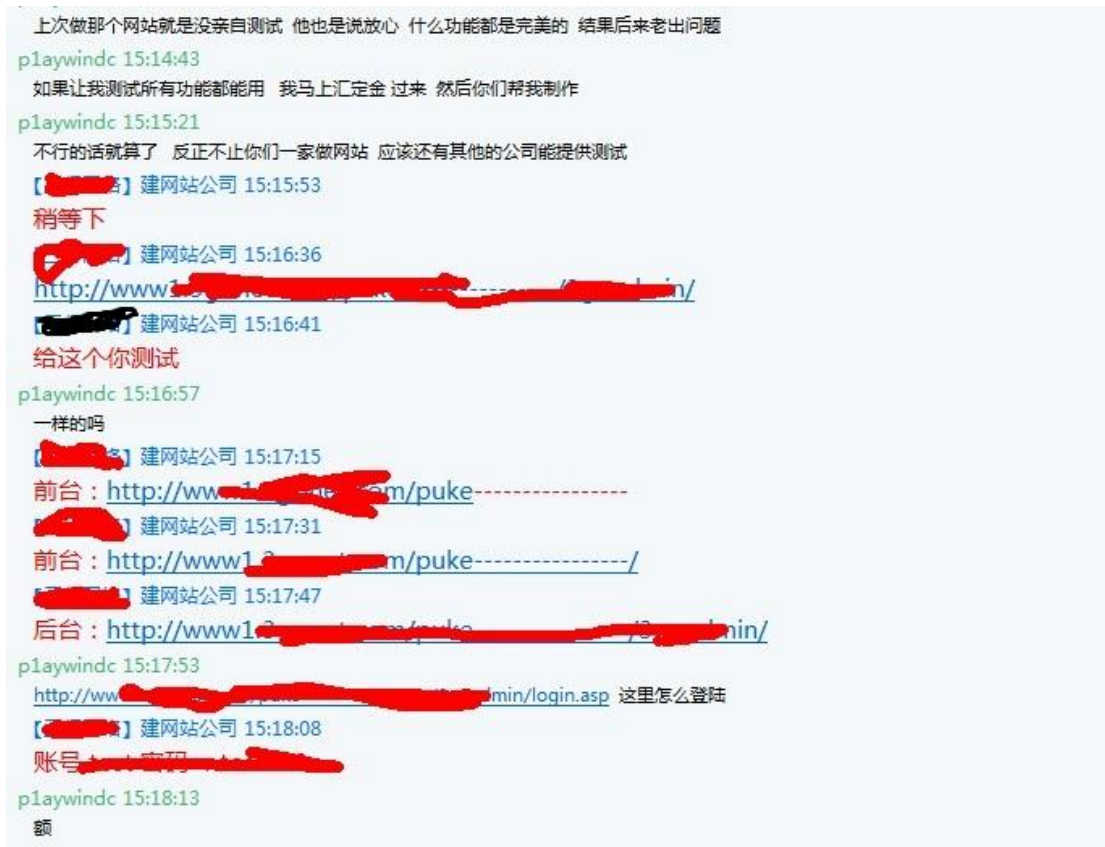 上次做那个网站就是没亲自测试 他也是说放心 什么功能都是完美的 结果后来老出问题
p1aywindc 15:14:43
如果让我测试所有功能都能用 我马上汇定金 过来 然后你们帮我制作
p1aywindc 15:15:21
不行的话就算了 反正不止你们一家做网站 应该还有其他的公司能提供测试
【 】建网站公司 15:15:53
稍等下
】建网站公司 15:16:36
http://www1. n/
【 】建网站公司 15:16:41
给这个你测试
p1aywindc 15:16:57
一样的吗
【 】建网站公司 15:17:15
前台：http://ww m/puke----------------
】建网站公司 15:17:31
前台：http://www1. m/puke---------------/
】建网站公司 15:17:47
后台：http://www1. min/
p1aywindc 15:17:53
http://ww min/login.asp 这里怎么登陆
【 】建网站公司 15:18:08
账号 密码
p1aywindc 15:18:13
额